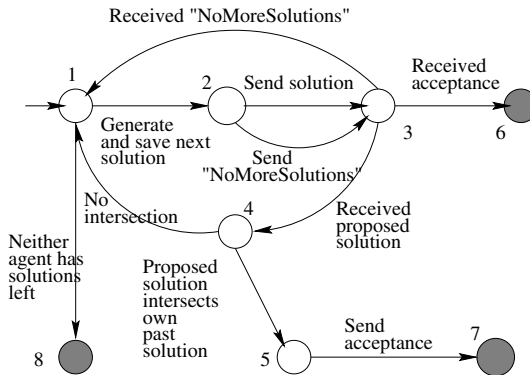 Received "NoMoreSolutions"
1
2
Send solution
Received
acceptance
3
6
Generate
and save next
solution
Send
"NoMoreSolutions"
No
intersection
4
Received
proposed
solution
Neither
agent has
solutions
left
Proposed
solution
intersects
own
past
solution
8
5
Send
acceptance
7